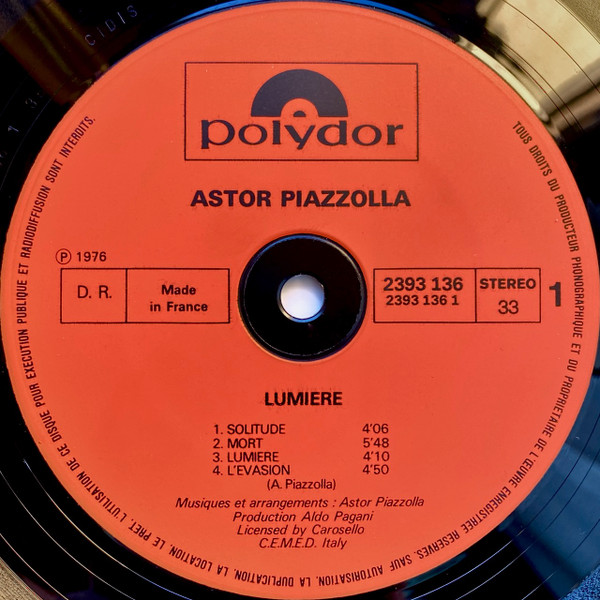 polydor
ASTOR PIAZZOLLA
℗ 1976
D. R.
Made
in France
2393 136
2393 136 1
STEREO
33
1
LUMIERE
1. SOLITUDE 4'06
2. MORT 5'48
3. LUMIERE 4'10
4. L'EVASION 4'50
(A. Piazzolla)
Musiques et arrangements : Astor Piazzolla
Production Aldo Pagani
Licensed by Carosello
C.E.M.E.D. Italy
TOUS DROITS DU PRODUCTEUR PHONOGRAPHIQUE ET DU PROPRIETAIRE DE L'ŒUVRE ENREGISTREE RESERVES. SAUF AUTORISATION, LA DUPLICATION, LA LOCATION, LE PRET, L'UTILISATION DE CE DISQUE POUR EXECUTION PUBLIQUE ET RADIODIFFUSION SONT INTERDITS.